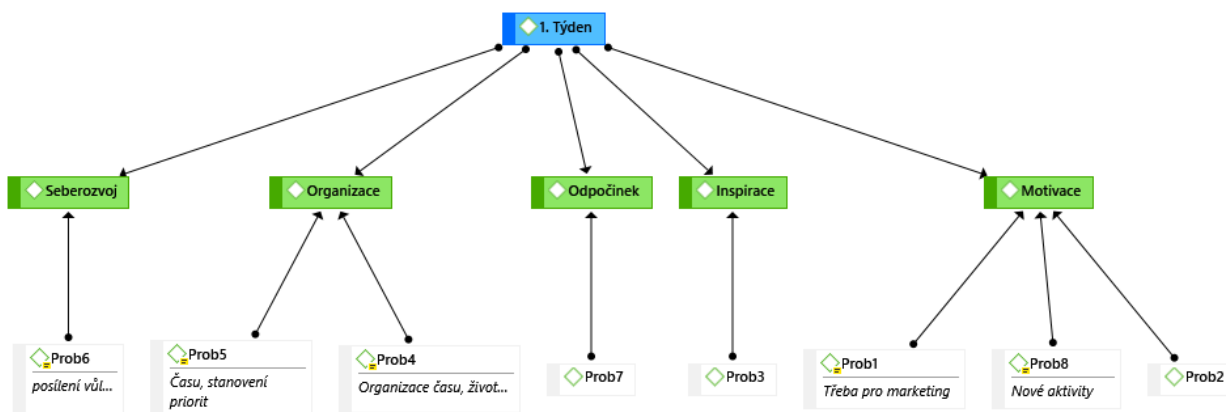 1. Týden
Seberozvoj
Organizace
Odpočinek
Inspirace
Motivace
Prob6
posílení vůl...
Prob5
Času, stanovení
priorit
Prob4
Organizace času, život...
Prob7
Prob3
Prob1
Třeba pro marketing
Prob8
Nové aktivity
Prob2